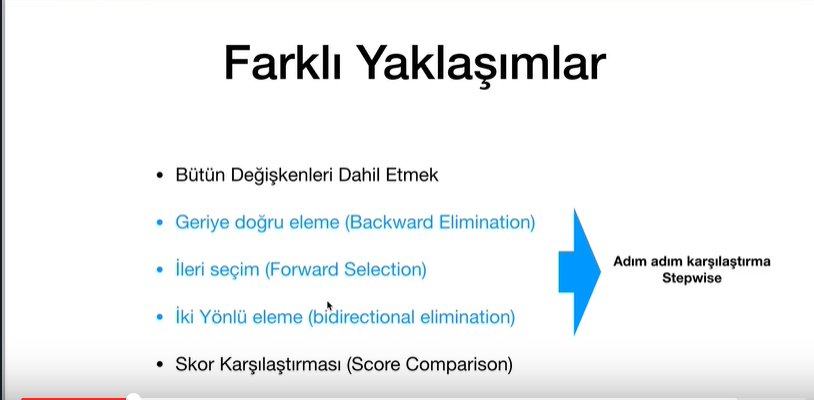 Farklı Yaklaşımlar
• Bütün Değişkenleri Dahil Etmek
• Geriye doğru eleme (Backward Elimination)
• İleri seçim (Forward Selection)
• İki Yönlü eleme (bidirectional elimination)
• Skor Karşılaştırması (Score Comparison)
Adım adım karşılaştırma
Stepwise